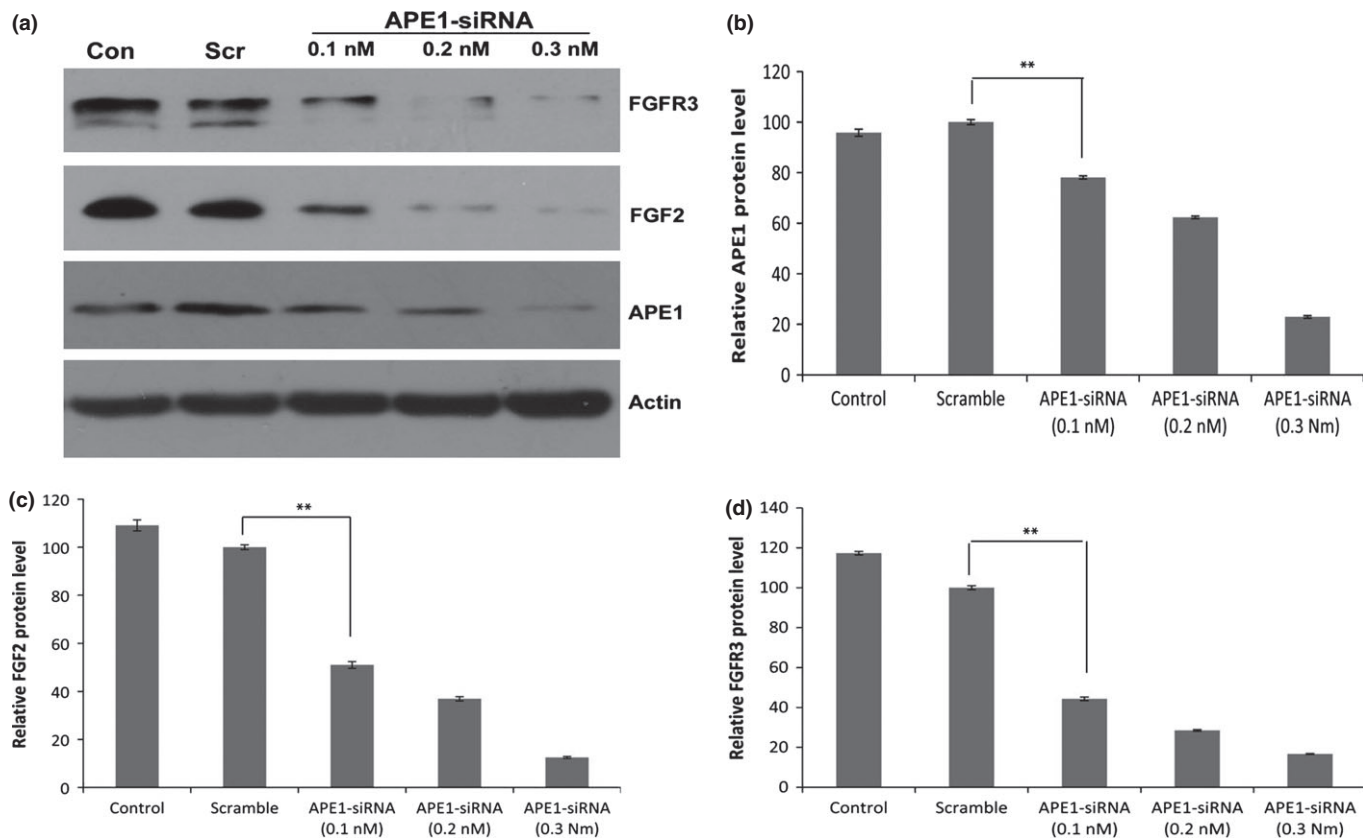 (a)
APE1-siRNA
Con Scr 0.1 nM 0.2 nM 0.3 nM
FGFR3
FGF2
APE1
Actin
(b)
**
Relative APE1 protein level
120
100
80
60
40
20
0
Control Scramble APE1-siRNA APE1-siRNA APE1-siRNA
(0.1 nM) (0.2 nM) (0.3 Nm)
(c)
**
Relative FGF2 protein level
120
100
80
60
40
20
0
Control Scramble APE1-siRNA APE1-siRNA APE1-siRNA
(0.1 nM) (0.2 nM) (0.3 Nm)
(d)
**
Relative FGFR3 protein level
140
120
100
80
60
40
20
0
Control Scramble APE1-siRNA APE1-siRNA APE1-siRNA
(0.1 nM) (0.2 nM) (0.3 Nm)